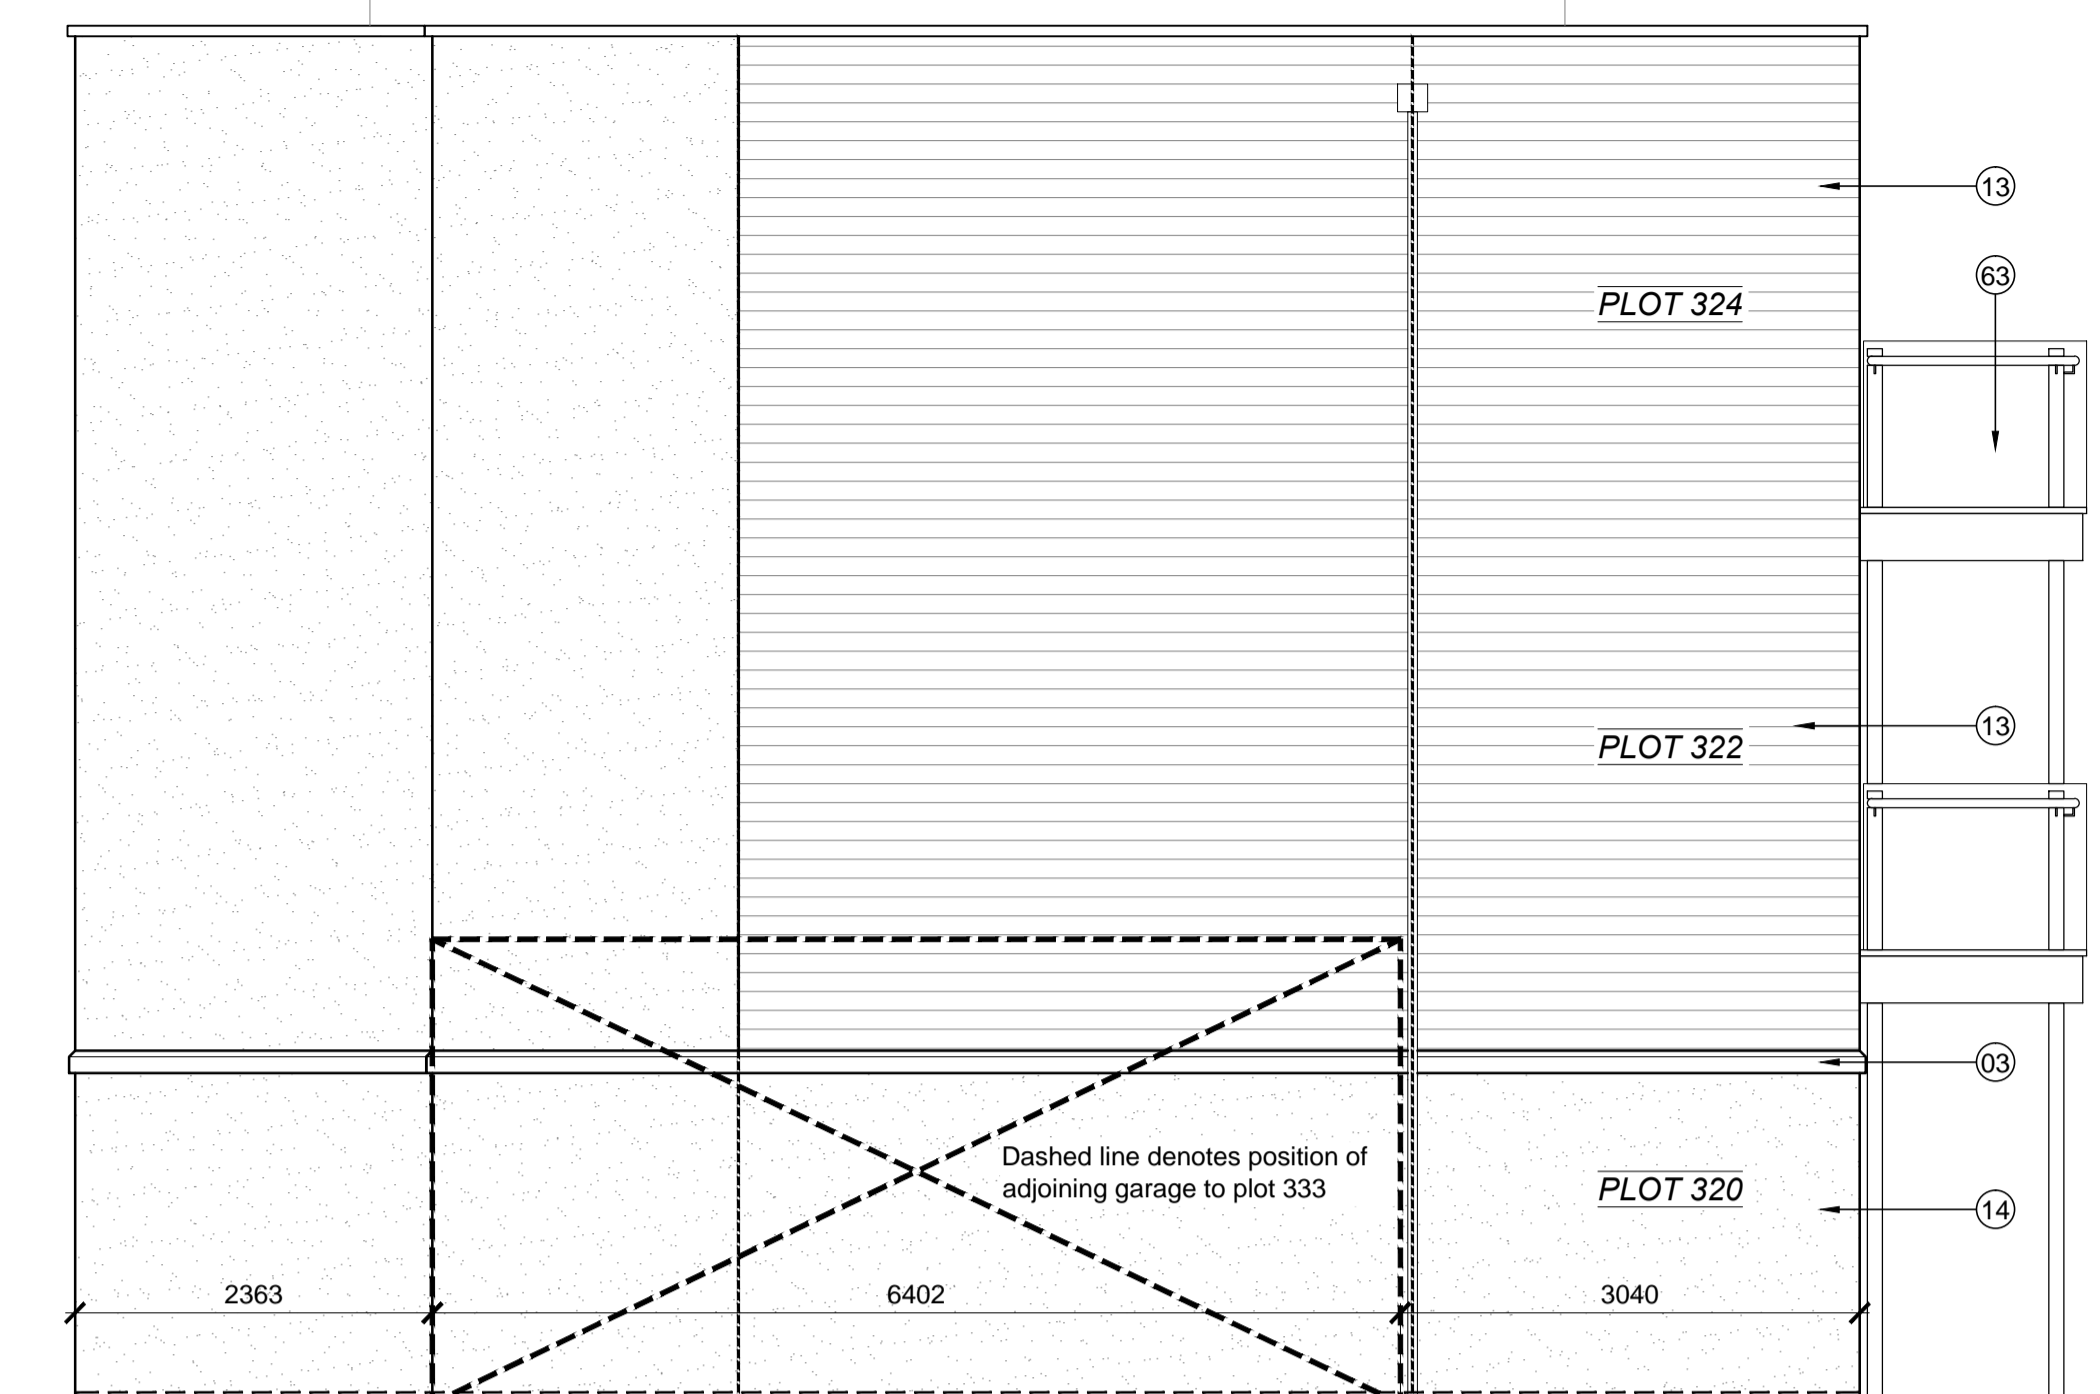 13
63
PLOT 324
13
PLOT 322
03
Dashed line denotes position of
adjoining garage to plot 333
PLOT 320
14
2363
6402
3040